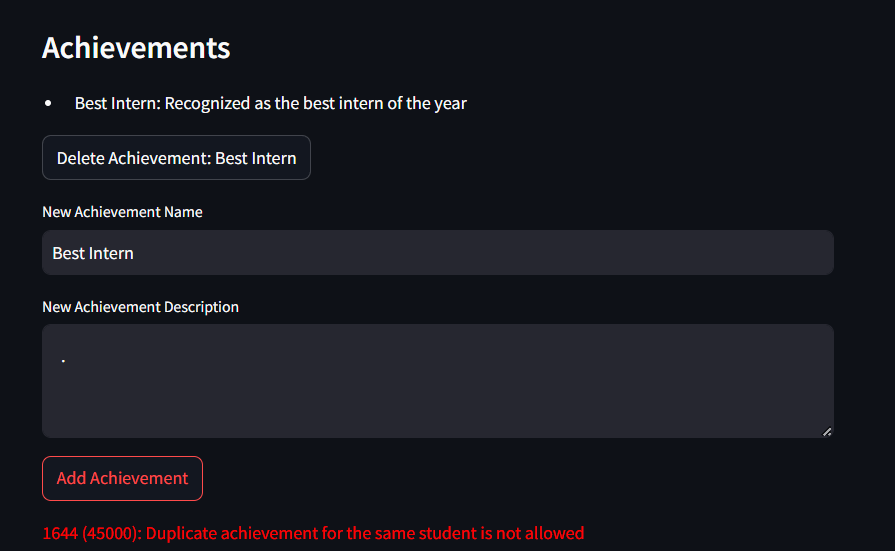 Achievements
• Best Intern: Recognized as the best intern of the year
Delete Achievement: Best Intern
New Achievement Name
Best Intern
New Achievement Description
.
Add Achievement
1644 (45000): Duplicate achievement for the same student is not allowed